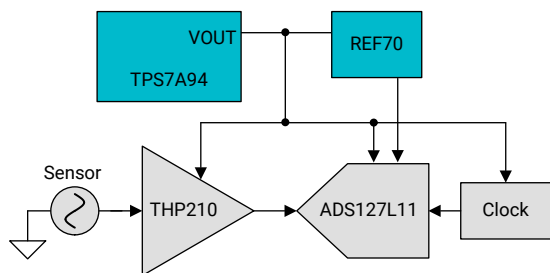 VOUT
TPS7A94
REF70
Sensor
THP210
ADS127L11
Clock